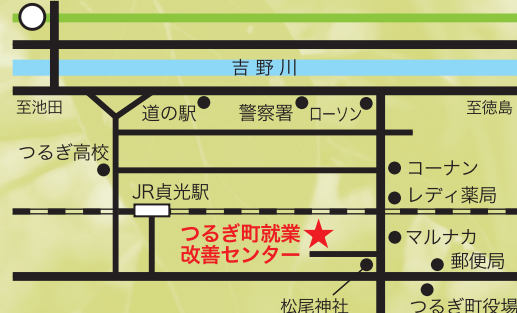 吉野川
至池田
道の駅
警察署
ローソン
至徳島
つるぎ高校
コーナン
JR貞光駅
レディ薬局
つるぎ町就業
改善センター
マルナカ
郵便局
松尾神社
つるぎ町役場